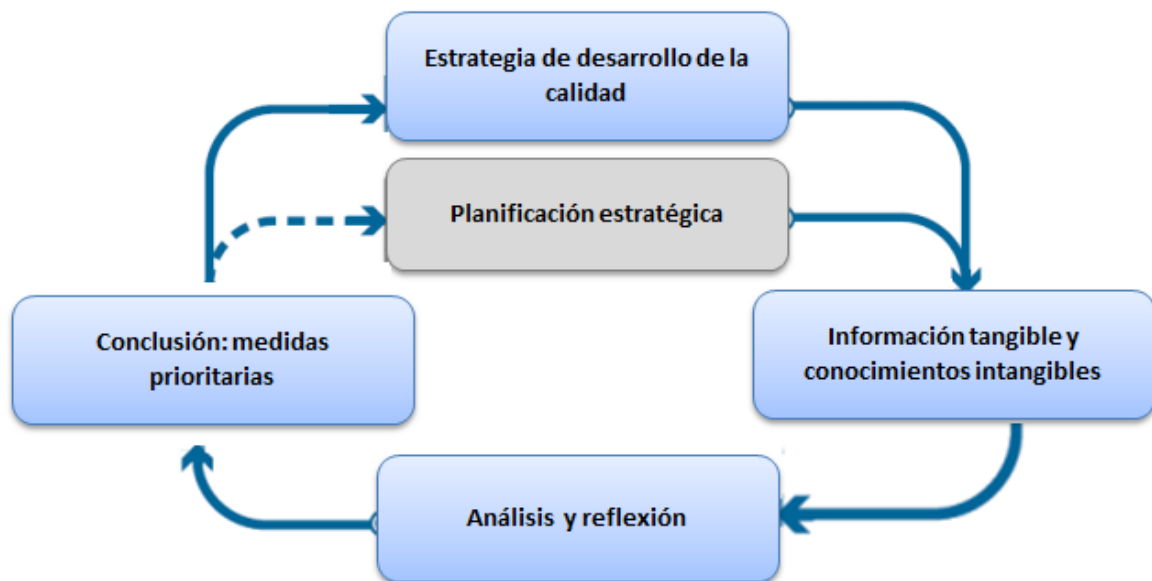 Estrategia de desarrollo de la
calidad
Planificación estratégica
Conclusión: medidas
prioritarias
Información tangible y
conocimientos intangibles
Análisis y reflexión